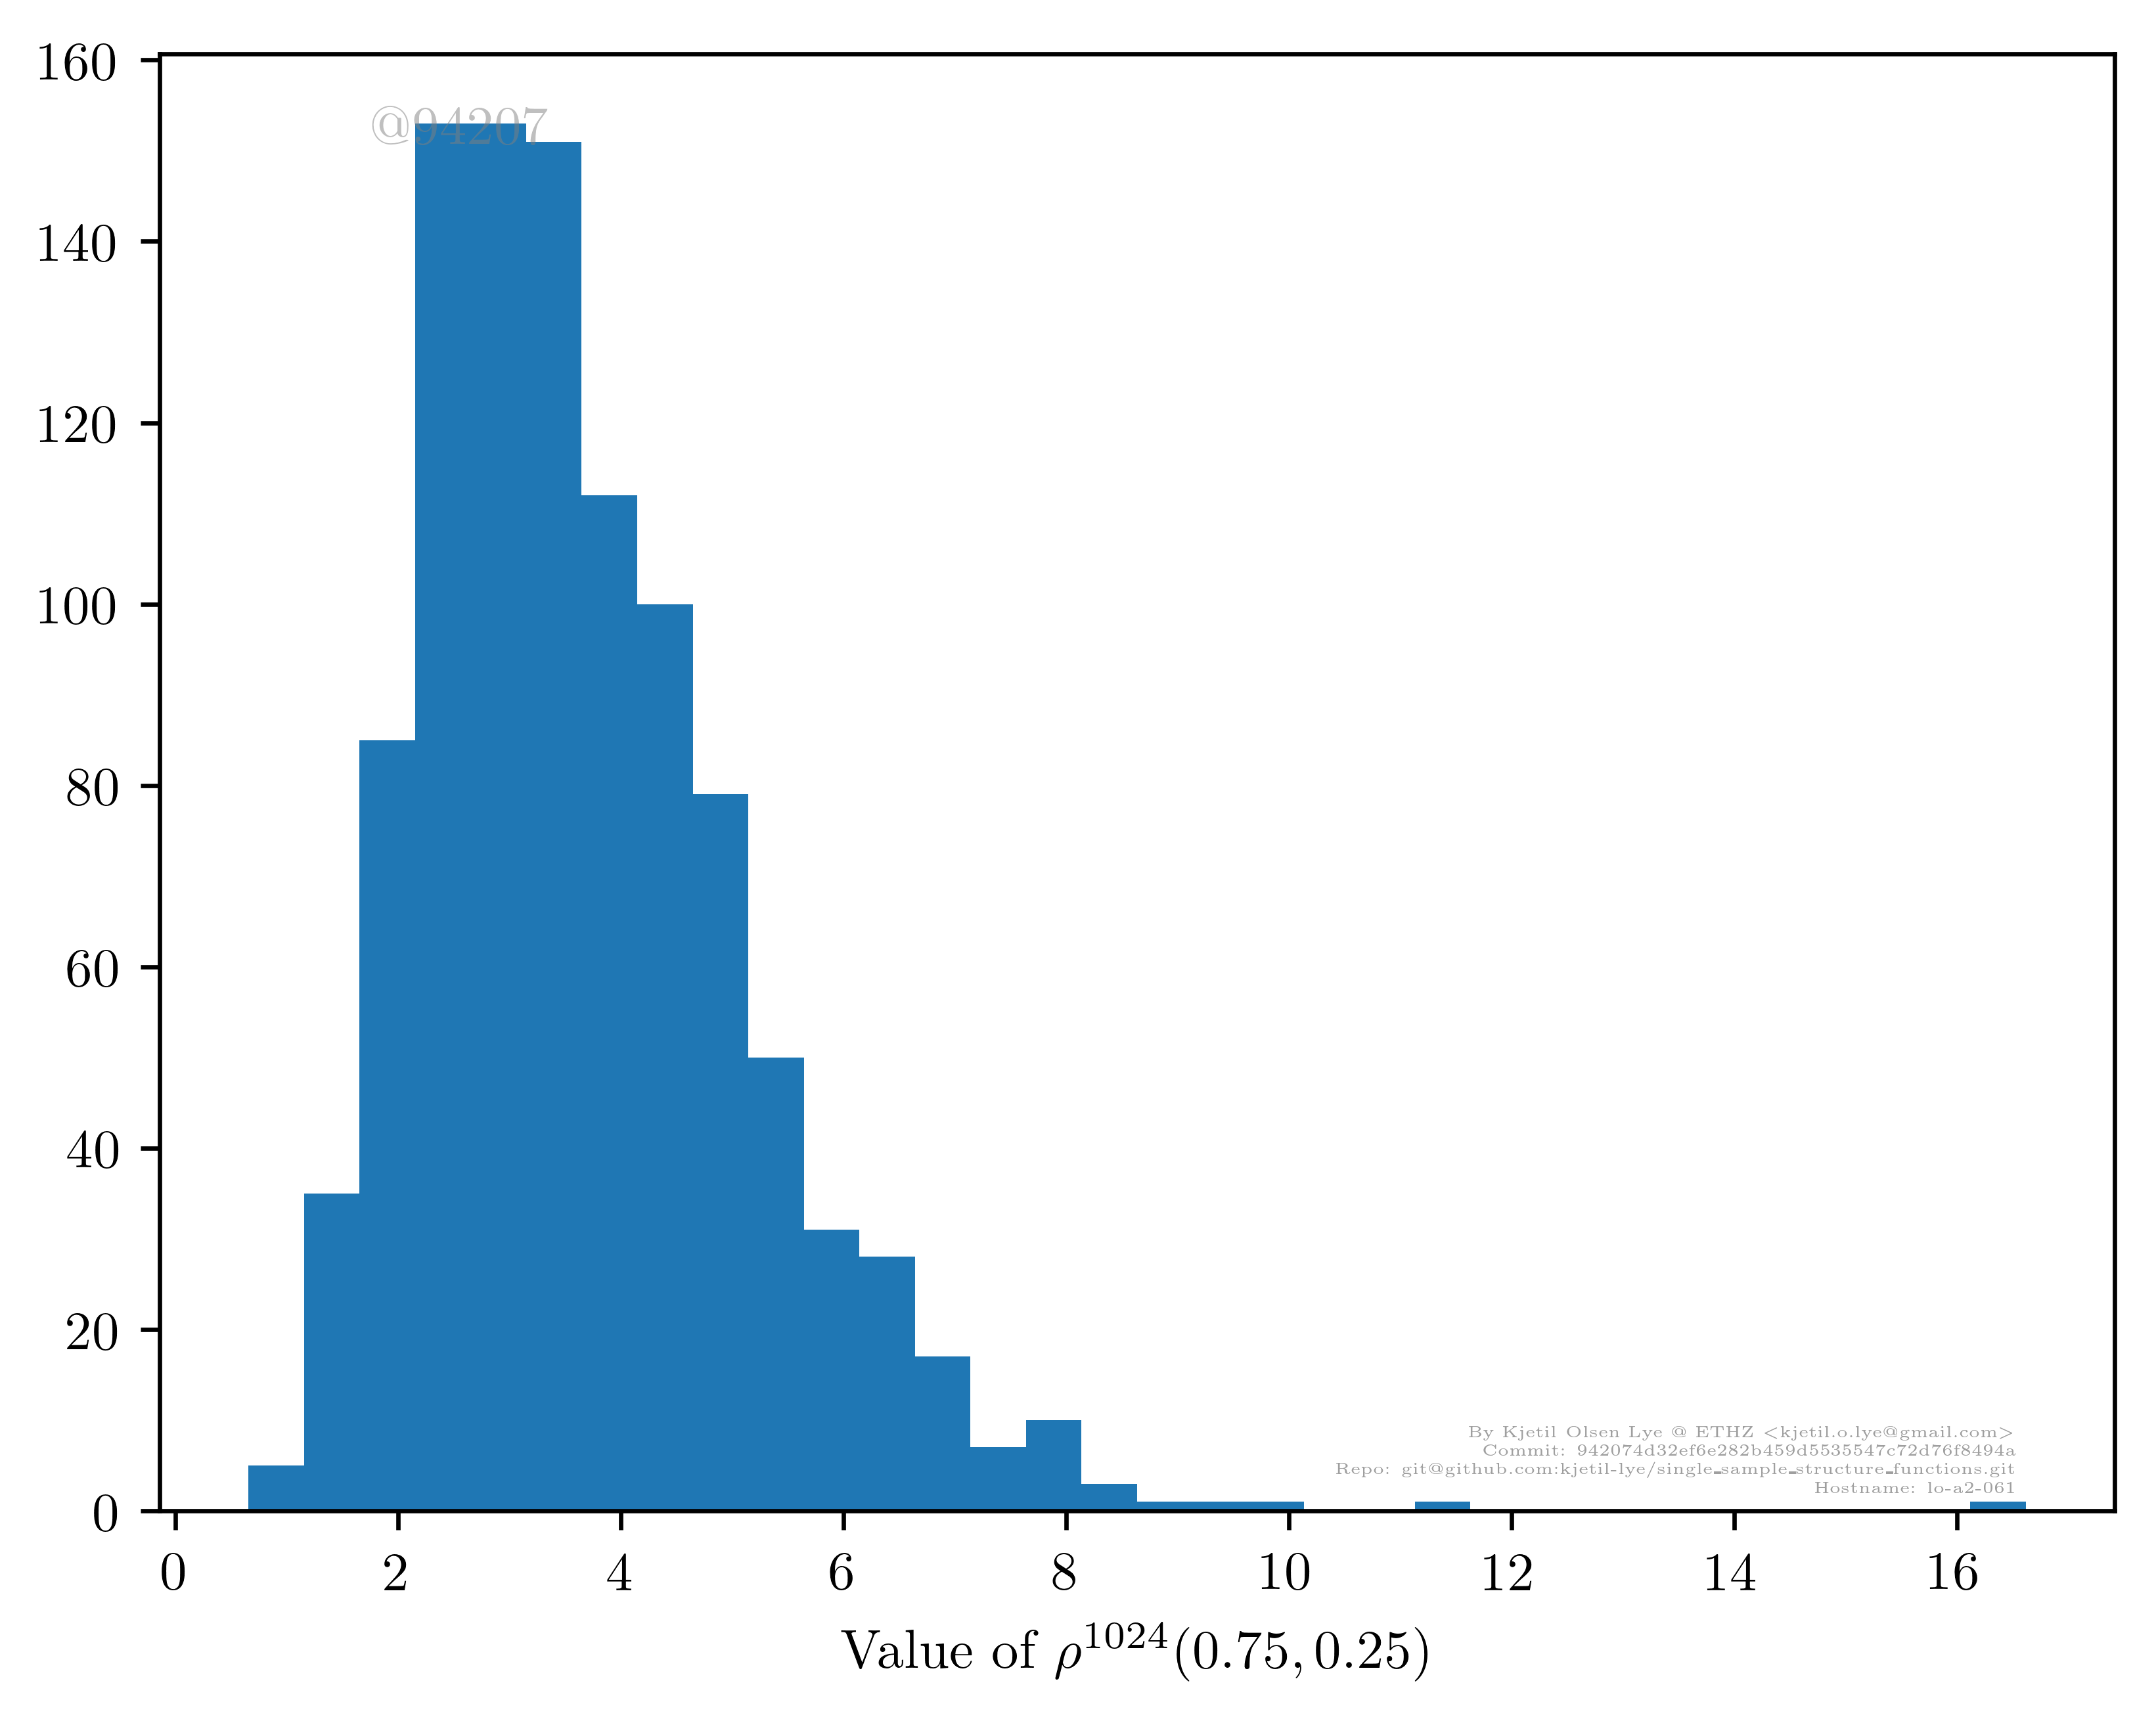 160
@94207
140
120
100
80
60
40
20
0
By Kjetil Olsen Lye @ ETHZ <kjetil.o.lye@gmail.com>
Commit: 942074d32ef6e282b459d5535547c72d76f8494a
Repo: git@github.com:kjetil-lye/single_sample_structure_functions.git
Hostname: lo-a2-061
0 2 4 6 8 10 12 14 16
Value of ρ^1024(0.75, 0.25)